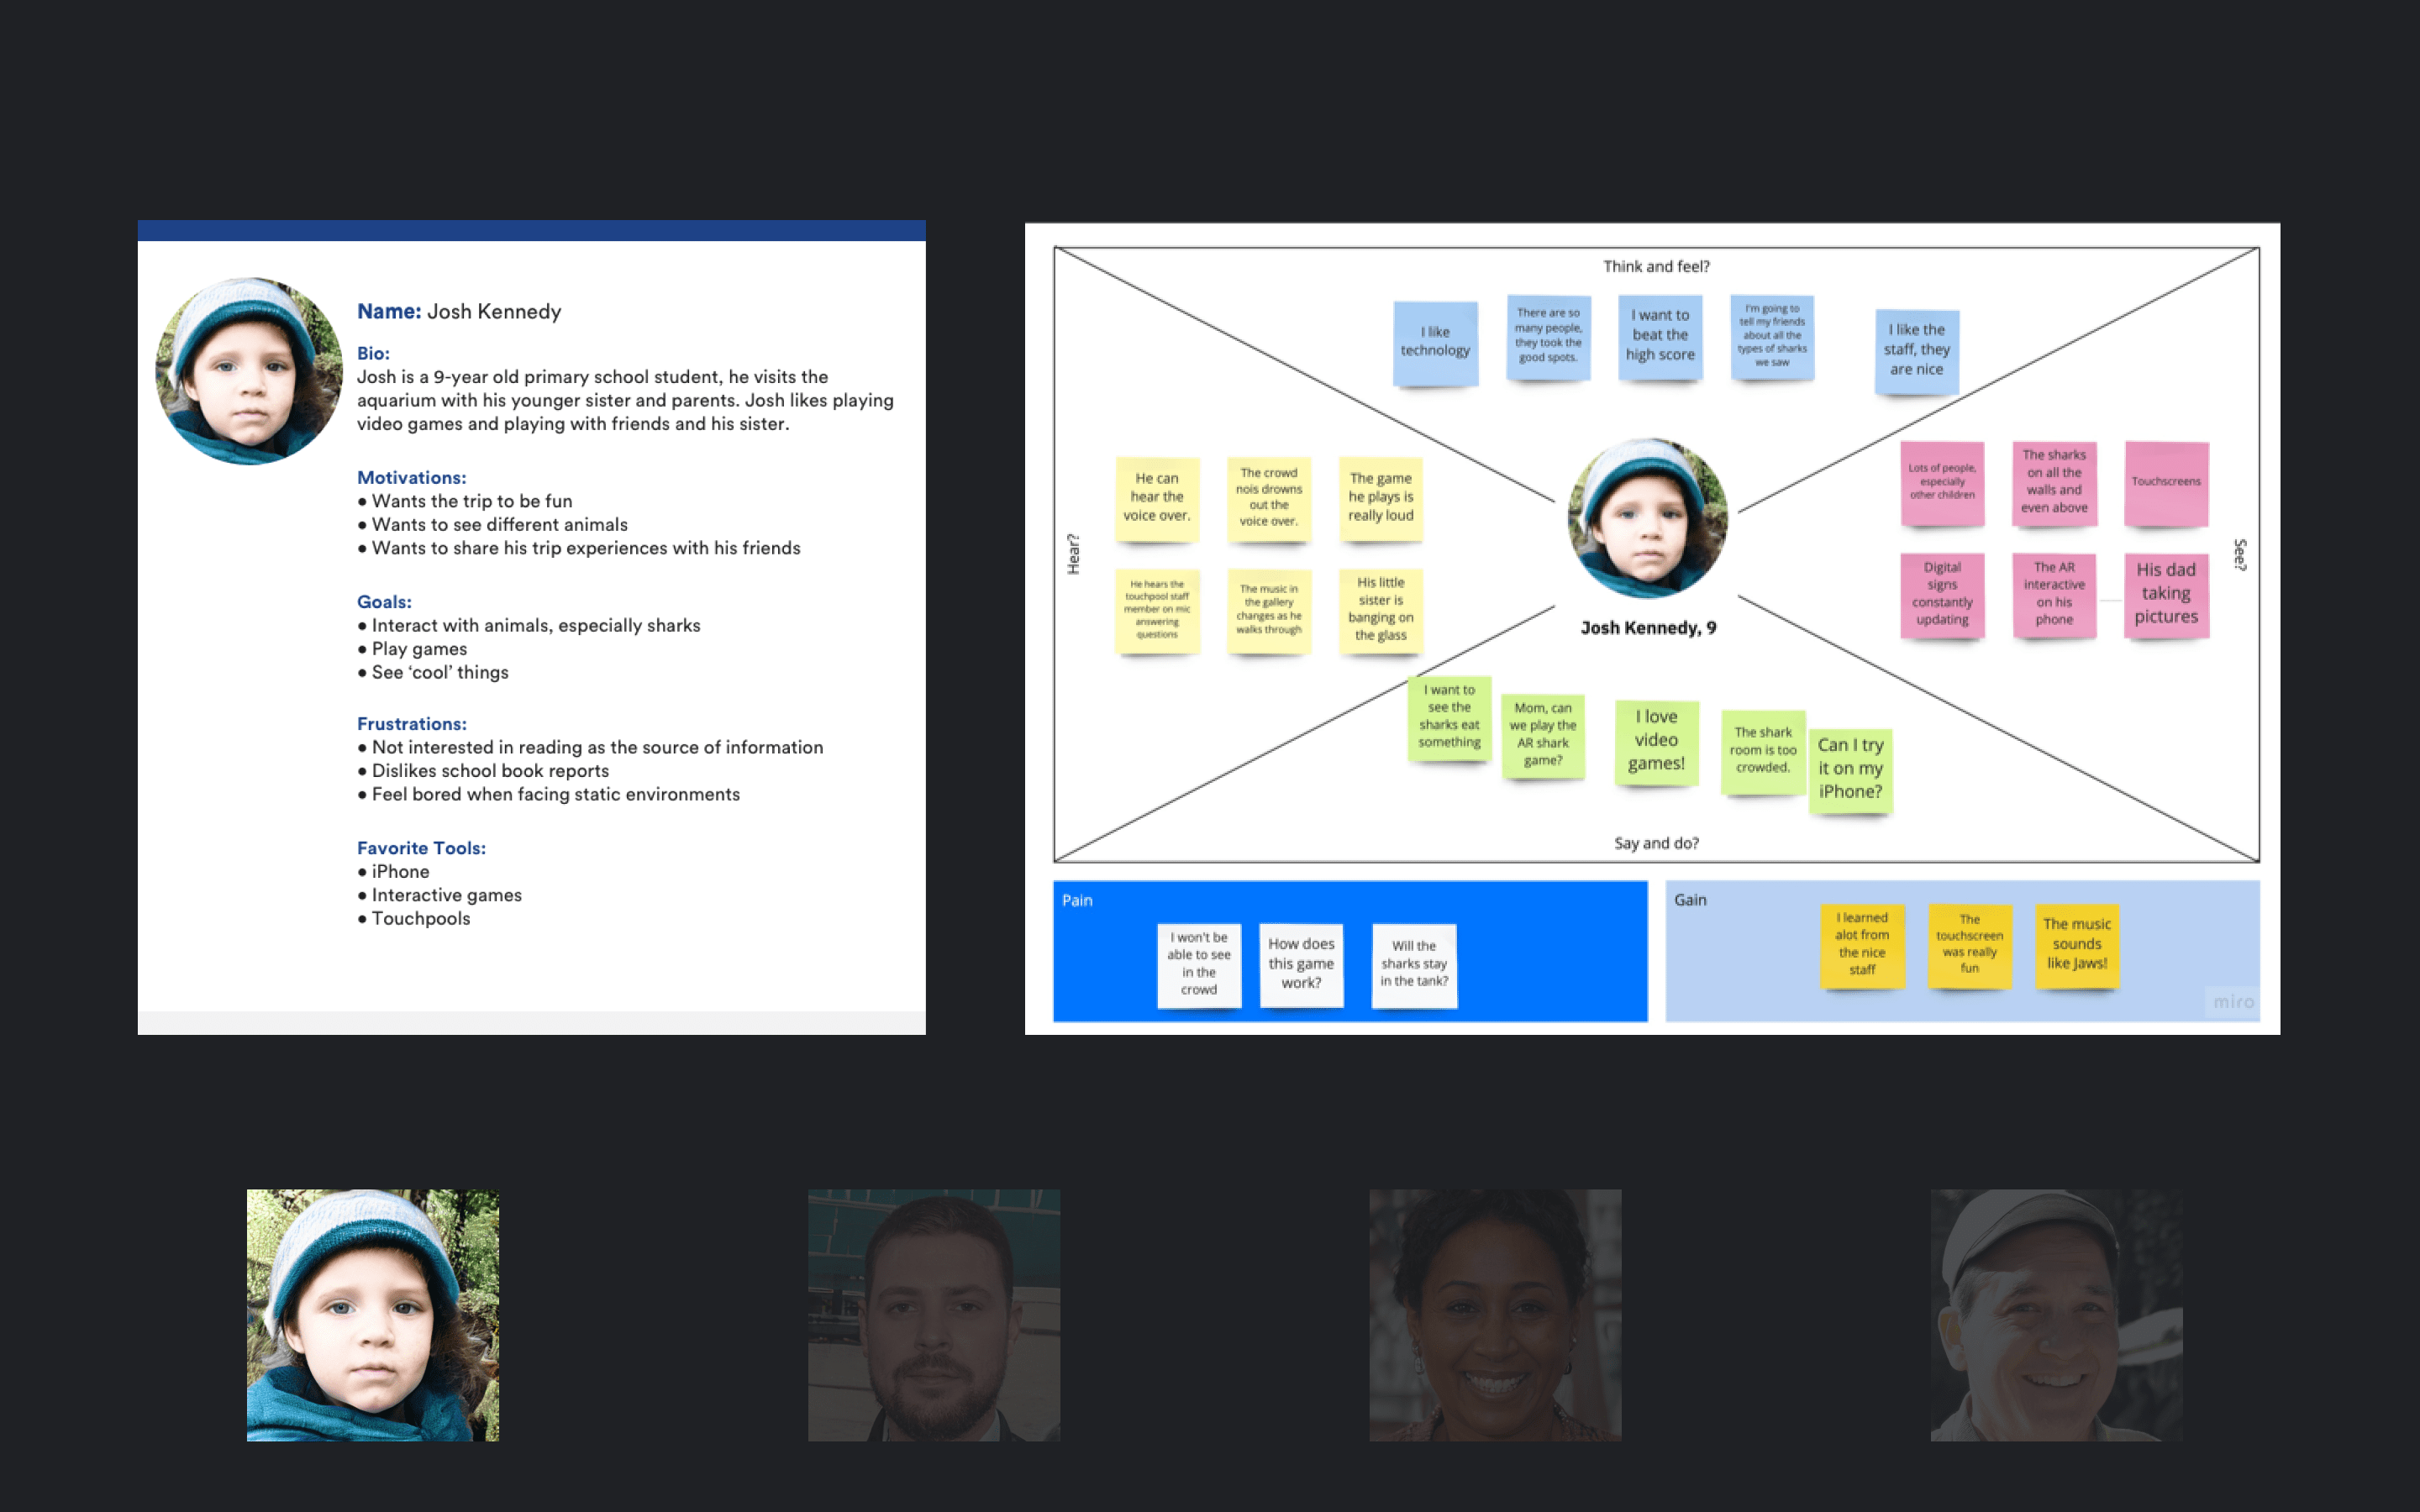 Name: Josh Kennedy
Bio:
Josh is a 9-year old primary school student, he visits the
aquarium with his younger sister and parents. Josh likes playing
video games and playing with friends and his sister.
Motivations:
● Wants the trip to be fun
● Wants to see different animals
● Wants to share his trip experiences with his friends
Goals:
● Interact with animals, especially sharks
● Play games
● See ‘cool’ things
Frustrations:
● Not interested in reading as the source of information
● Dislikes school book reports
● Feel bored when facing static environments
Favorite Tools:
● iPhone
● Interactive games
● Touchpools
Think and feel?
I like
technology
There are so
many people,
they took the
good spots.
I want to
beat the
high score
I'm going to
tell my friends
about all the
types of sharks
we saw
I like the
staff, they
are nice
Hear?
He can
hear the
voice over.
The crowd
nois drowns
out the
voice over.
The game
he plays is
really loud
He hears the
touchpool staff
member on mic
answering
questions
The music in
the gallery
changes as he
walks through
His little
sister is
banging on
the glass
Josh Kennedy, 9
See?
Lots of people,
especially
other children
The sharks
on all the
walls and
even above
Touchscreens
Digital
signs
constantly
updating
The AR
interactive
on his
phone
His dad
taking
pictures
I want to
see the
sharks eat
something
Mom, can
we play the
AR shark
game?
I love
video
games!
The shark
room is too
crowded.
Can I try
it on my
iPhone?
Say and do?
Pain
I won't be
able to see
in the
crowd
How does
this game
work?
Will the
sharks stay
in the tank?
Gain
I learned
alot from
the nice
staff
The
touchscreen
was really
fun
The music
sounds
like Jaws!
miro